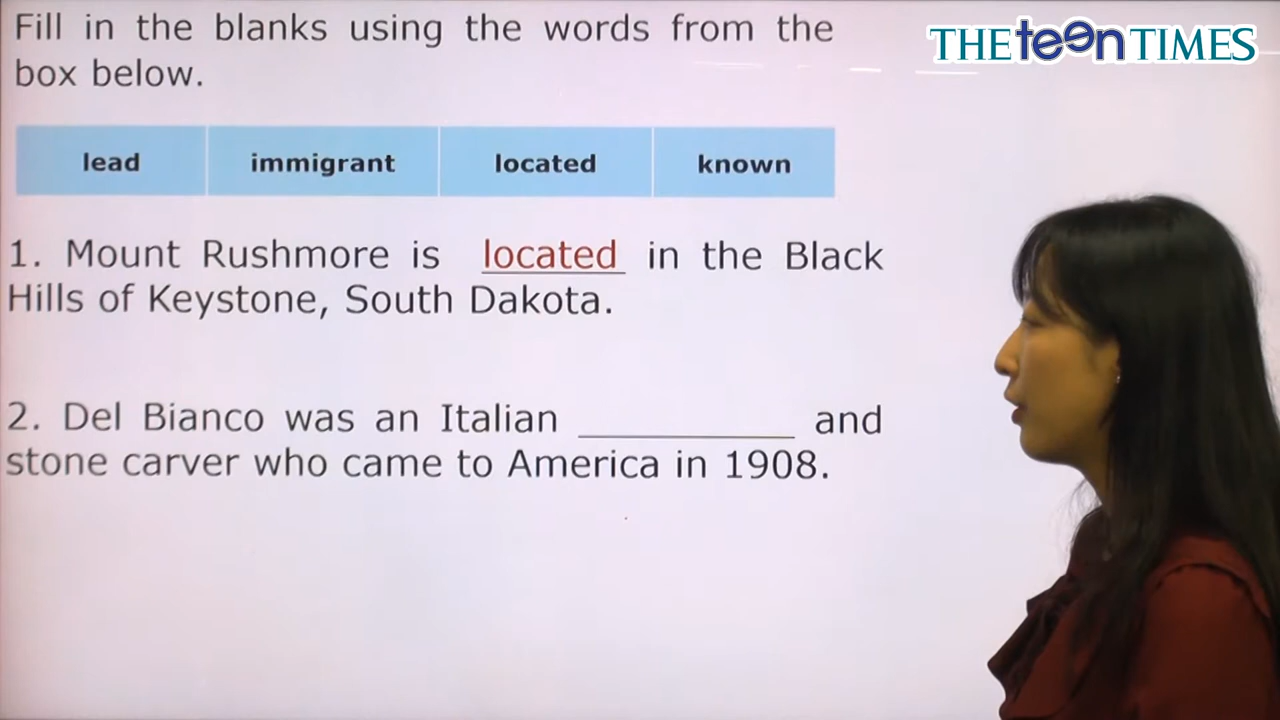 Fill in the blanks using the words from the
box below.
THE teen TIMES
lead immigrant located known
1. Mount Rushmore is located in the Black
Hills of Keystone, South Dakota.
2. Del Bianco was an Italian __________ and
stone carver who came to America in 1908.